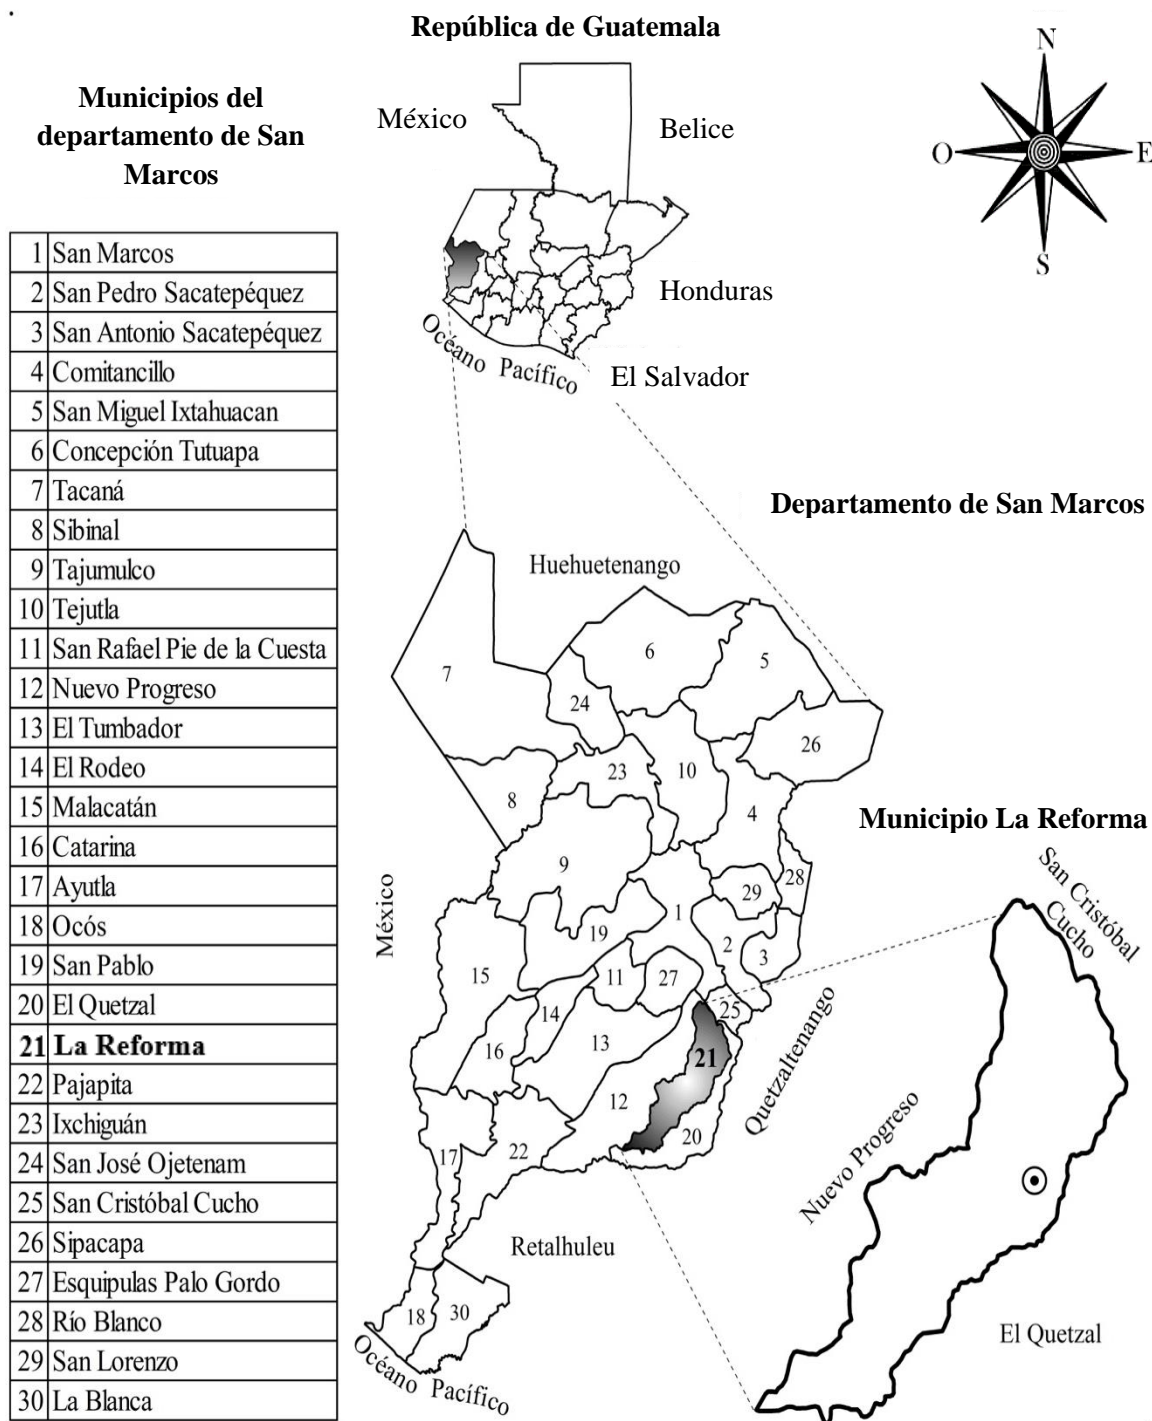 República de Guatemala
Municipios del
departamento de San
Marcos
1 San Marcos
2 San Pedro Sacatepéquez
3 San Antonio Sacatepéquez
4 Comitancillo
5 San Miguel Ixtahuacan
6 Concepción Tutuapa
7 Tacaná
8 Sibinal
9 Tajumulco
10 Tejutla
11 San Rafael Pie de la Cuesta
12 Nuevo Progreso
13 El Tumbador
14 El Rodeo
15 Malacatán
16 Catarina
17 Ayutla
18 Ocós
19 San Pablo
20 El Quetzal
21 La Reforma
22 Pajapita
23 Ixchiguán
24 San José Ojetenam
25 San Cristóbal Cucho
26 Sipacapa
27 Esquipulas Palo Gordo
28 Río Blanco
29 San Lorenzo
30 La Blanca
México
Belice
Honduras
El Salvador
Océano Pacífico
N
O
E
S
Departamento de San Marcos
Huehuetenango
7
6
5
24
26
23
10
8
4
9
28
29
1
19
2
3
15
11
27
25
14
13
16
21
12
20
17
22
18
30
México
Quetzaltenango
Retalhuleu
Océano Pacífico
Municipio La Reforma
San Cristóbal
Cucho
Nuevo Progreso
El Quetzal